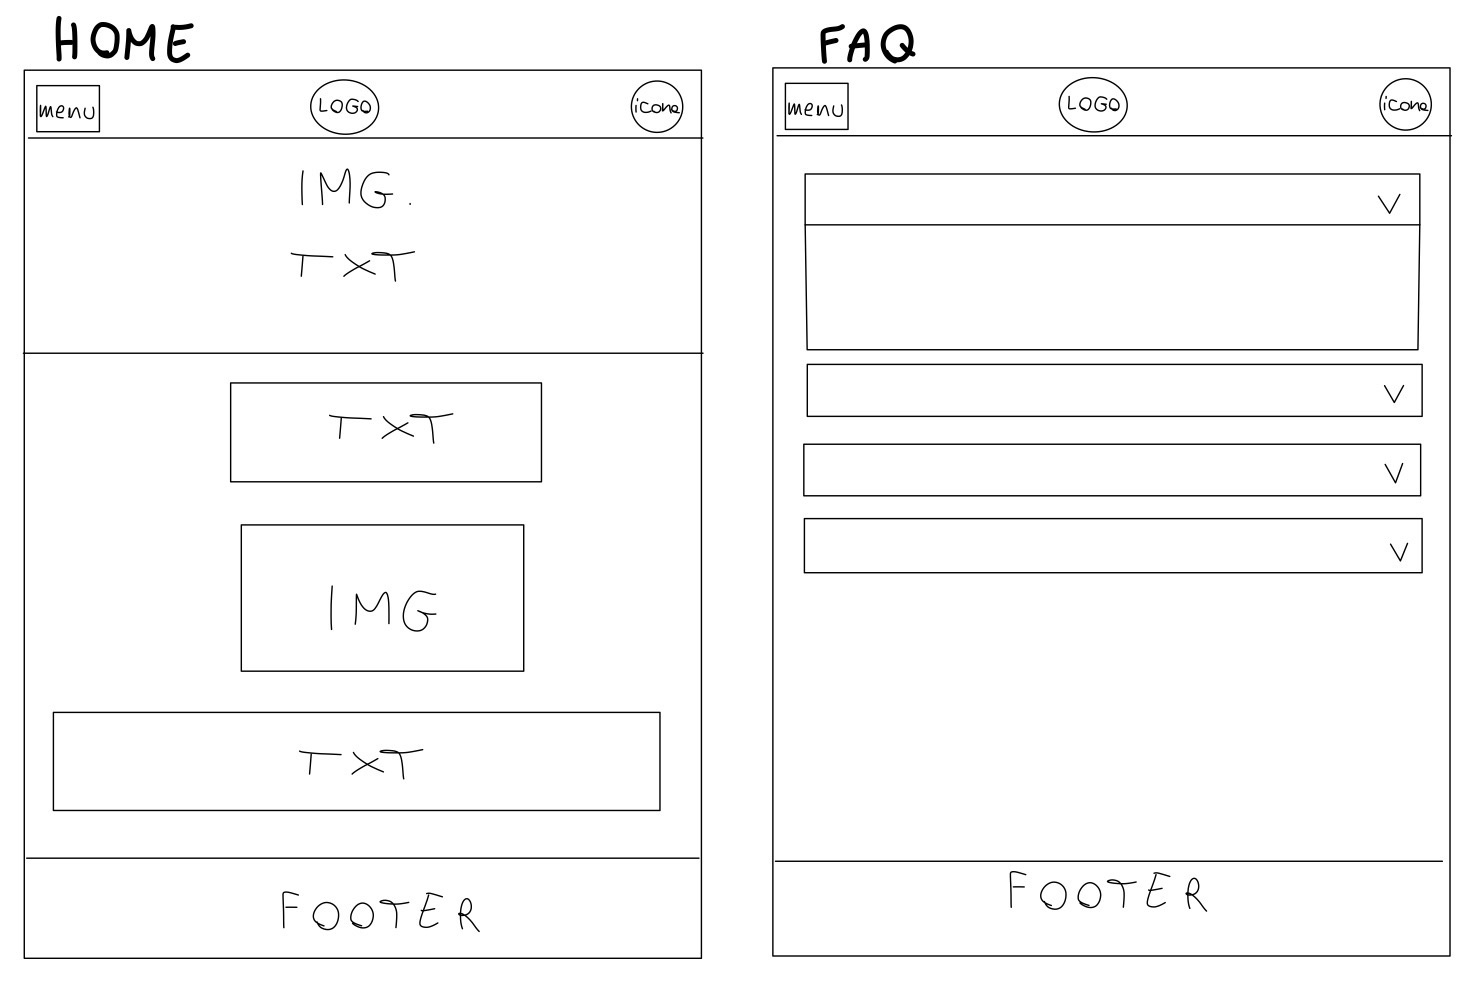 HOME
menu LOGO icone
IMG.
TXT
TXT
IMG
TXT
FOOTER
FAQ
menu LOGO icone
FOOTER